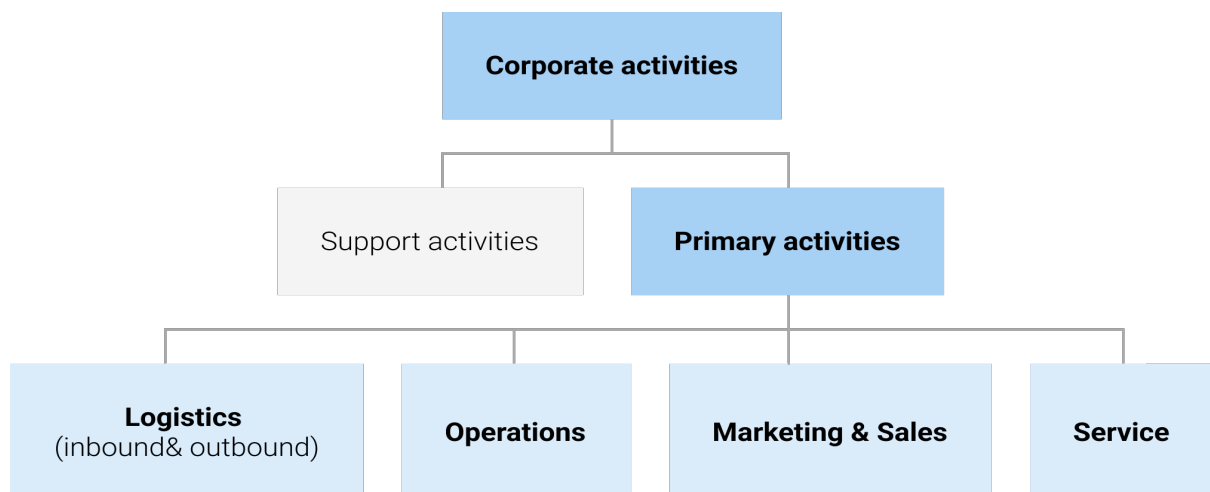 Corporate activities
Support activities
Primary activities
Logistics
(inbound& outbound)
Operations
Marketing & Sales
Service